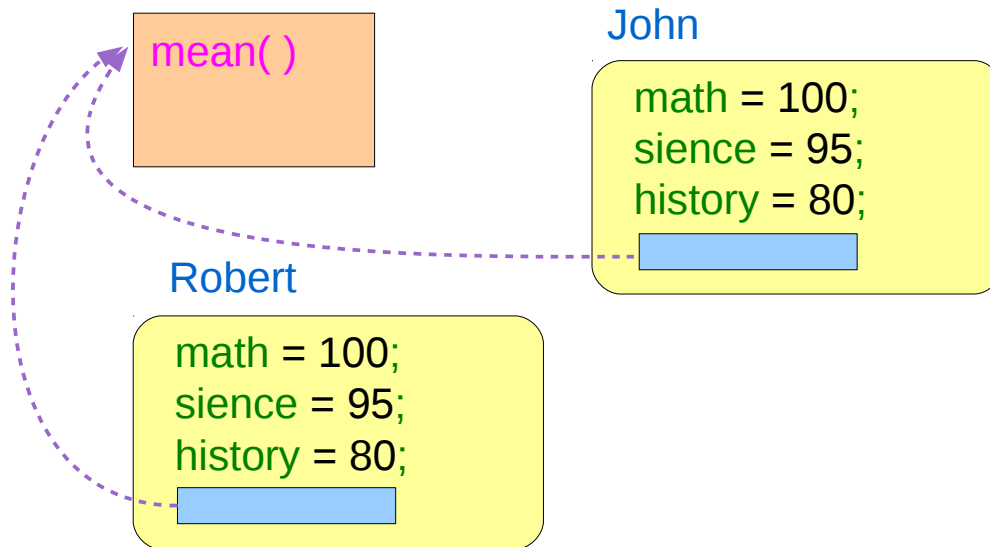 mean( )
John
math = 100;
sience = 95;
history = 80;
Robert
math = 100;
sience = 95;
history = 80;